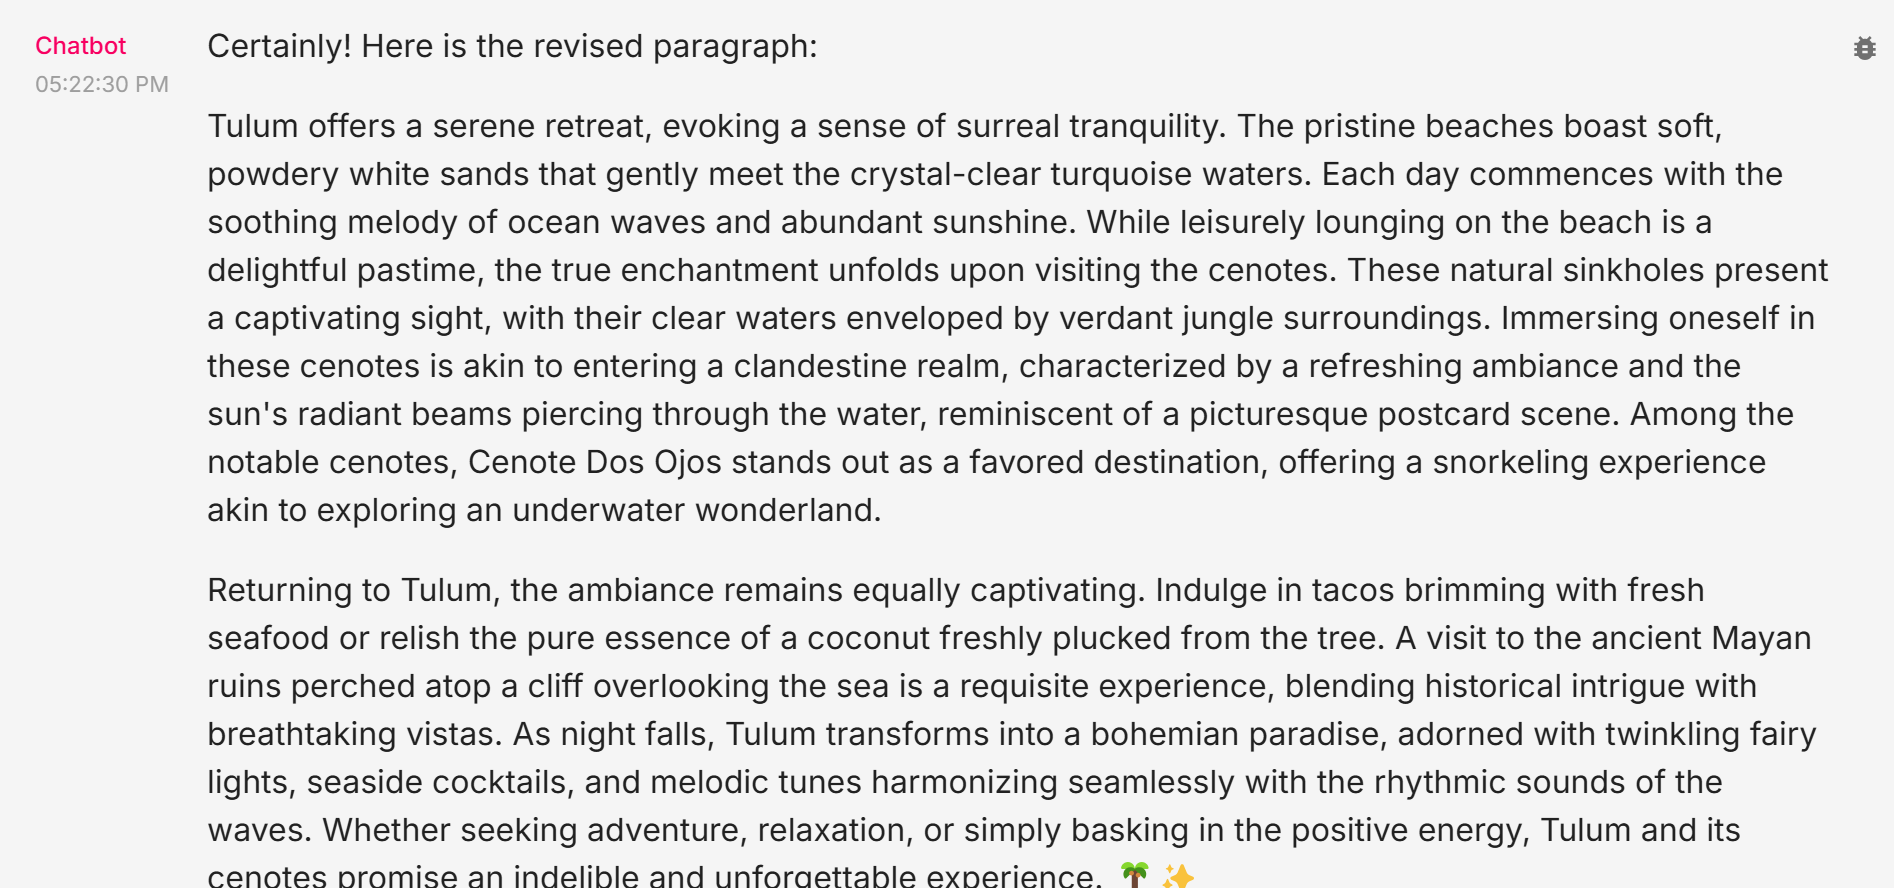 Chatbot
05:22:30 PM
Certainly! Here is the revised paragraph:
Tulum offers a serene retreat, evoking a sense of surreal tranquility. The pristine beaches boast soft,
powdery white sands that gently meet the crystal-clear turquoise waters. Each day commences with the
soothing melody of ocean waves and abundant sunshine. While leisurely lounging on the beach is a
delightful pastime, the true enchantment unfolds upon visiting the cenotes. These natural sinkholes present
a captivating sight, with their clear waters enveloped by verdant jungle surroundings. Immersing oneself in
these cenotes is akin to entering a clandestine realm, characterized by a refreshing ambiance and the
sun's radiant beams piercing through the water, reminiscent of a picturesque postcard scene. Among the
notable cenotes, Cenote Dos Ojos stands out as a favored destination, offering a snorkeling experience
akin to exploring an underwater wonderland.
Returning to Tulum, the ambiance remains equally captivating. Indulge in tacos brimming with fresh
seafood or relish the pure essence of a coconut freshly plucked from the tree. A visit to the ancient Mayan
ruins perched atop a cliff overlooking the sea is a requisite experience, blending historical intrigue with
breathtaking vistas. As night falls, Tulum transforms into a bohemian paradise, adorned with twinkling fairy
lights, seaside cocktails, and melodic tunes harmonizing seamlessly with the rhythmic sounds of the
waves. Whether seeking adventure, relaxation, or simply basking in the positive energy, Tulum and its
cenotes promise an indelible and unforgettable experience. 🌴✨